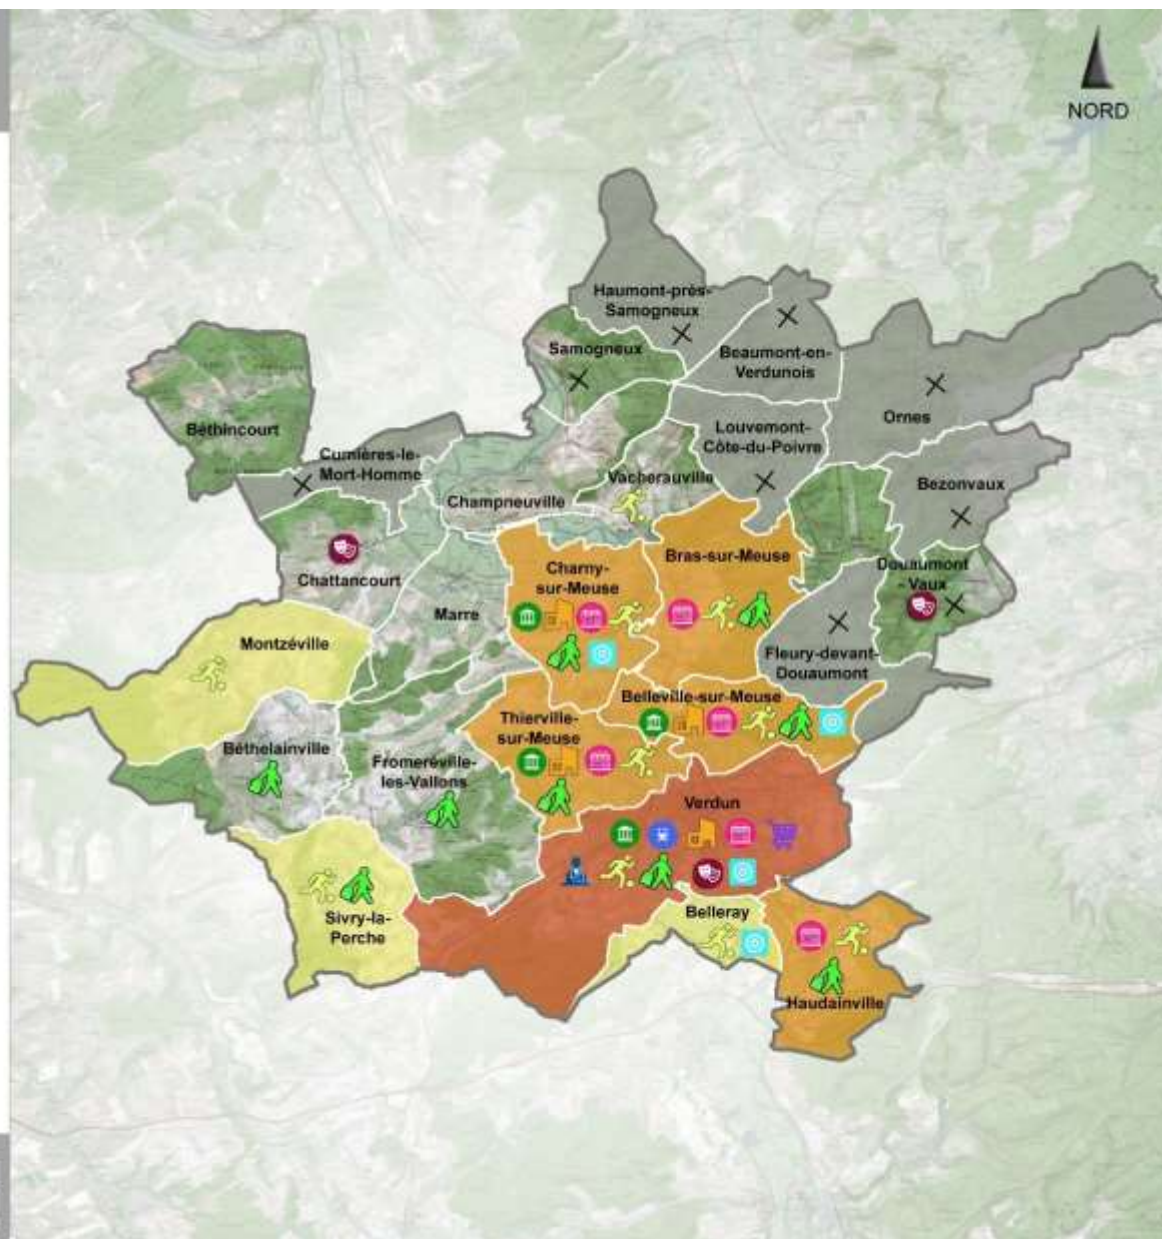 NORD
Haumont-près-
Samogneux
Samogneux
Beaumont-en-
Verdunois
Ornes
Louvemont-
Côte-du-Poivre
Béthincourt
Cumières-le-
Mort-Homme
Vacherauville
Bezonvaux
Champneuville
Bras-sur-Meuse
Charny-
sur-Meuse
Douaumont
-Vaux
Chattancourt
Marre
Montzéville
Fleury-devant-
Douaumont
Belleville-sur-Meuse
Thierville-
sur-Meuse
Béthelainville
Fromeréville-
les-Vallons
Verdun
Sivry-la-
Perche
Belleray
Haudainville